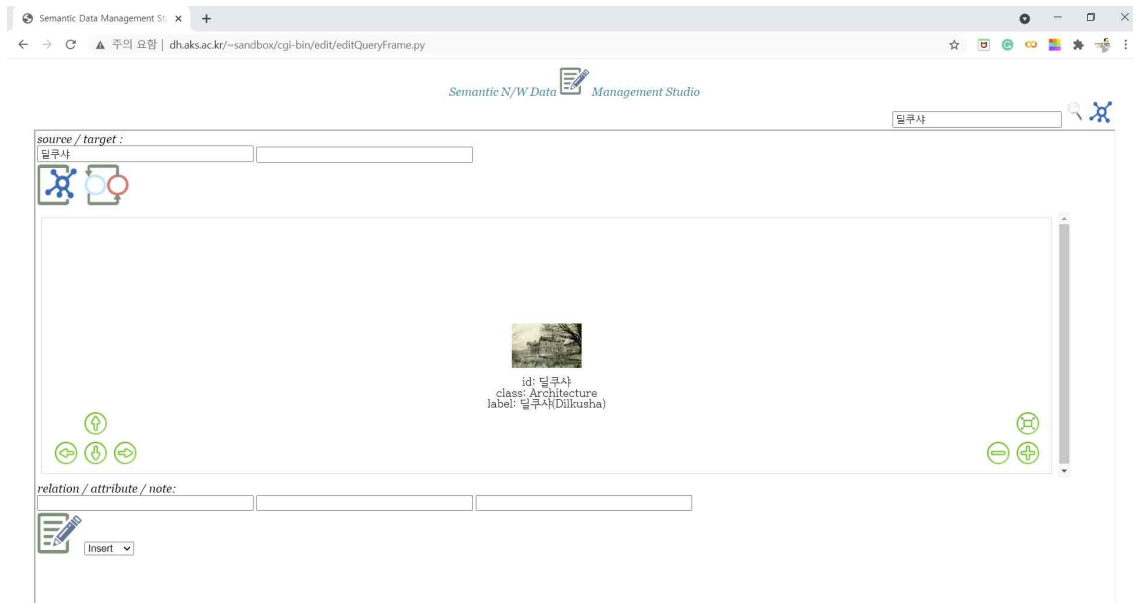 Semantic Data Management St
주의 요함 | dh.aks.ac.kr/~sandbox/cgi-bin/edit/editQueryFrame.py
Semantic N/W Data Management Studio
딜쿠샤
source / target :
딜쿠샤
id: 딜쿠샤
class: Architecture
label: 딜쿠샤(Dilkusha)
relation / attribute / note:
Insert